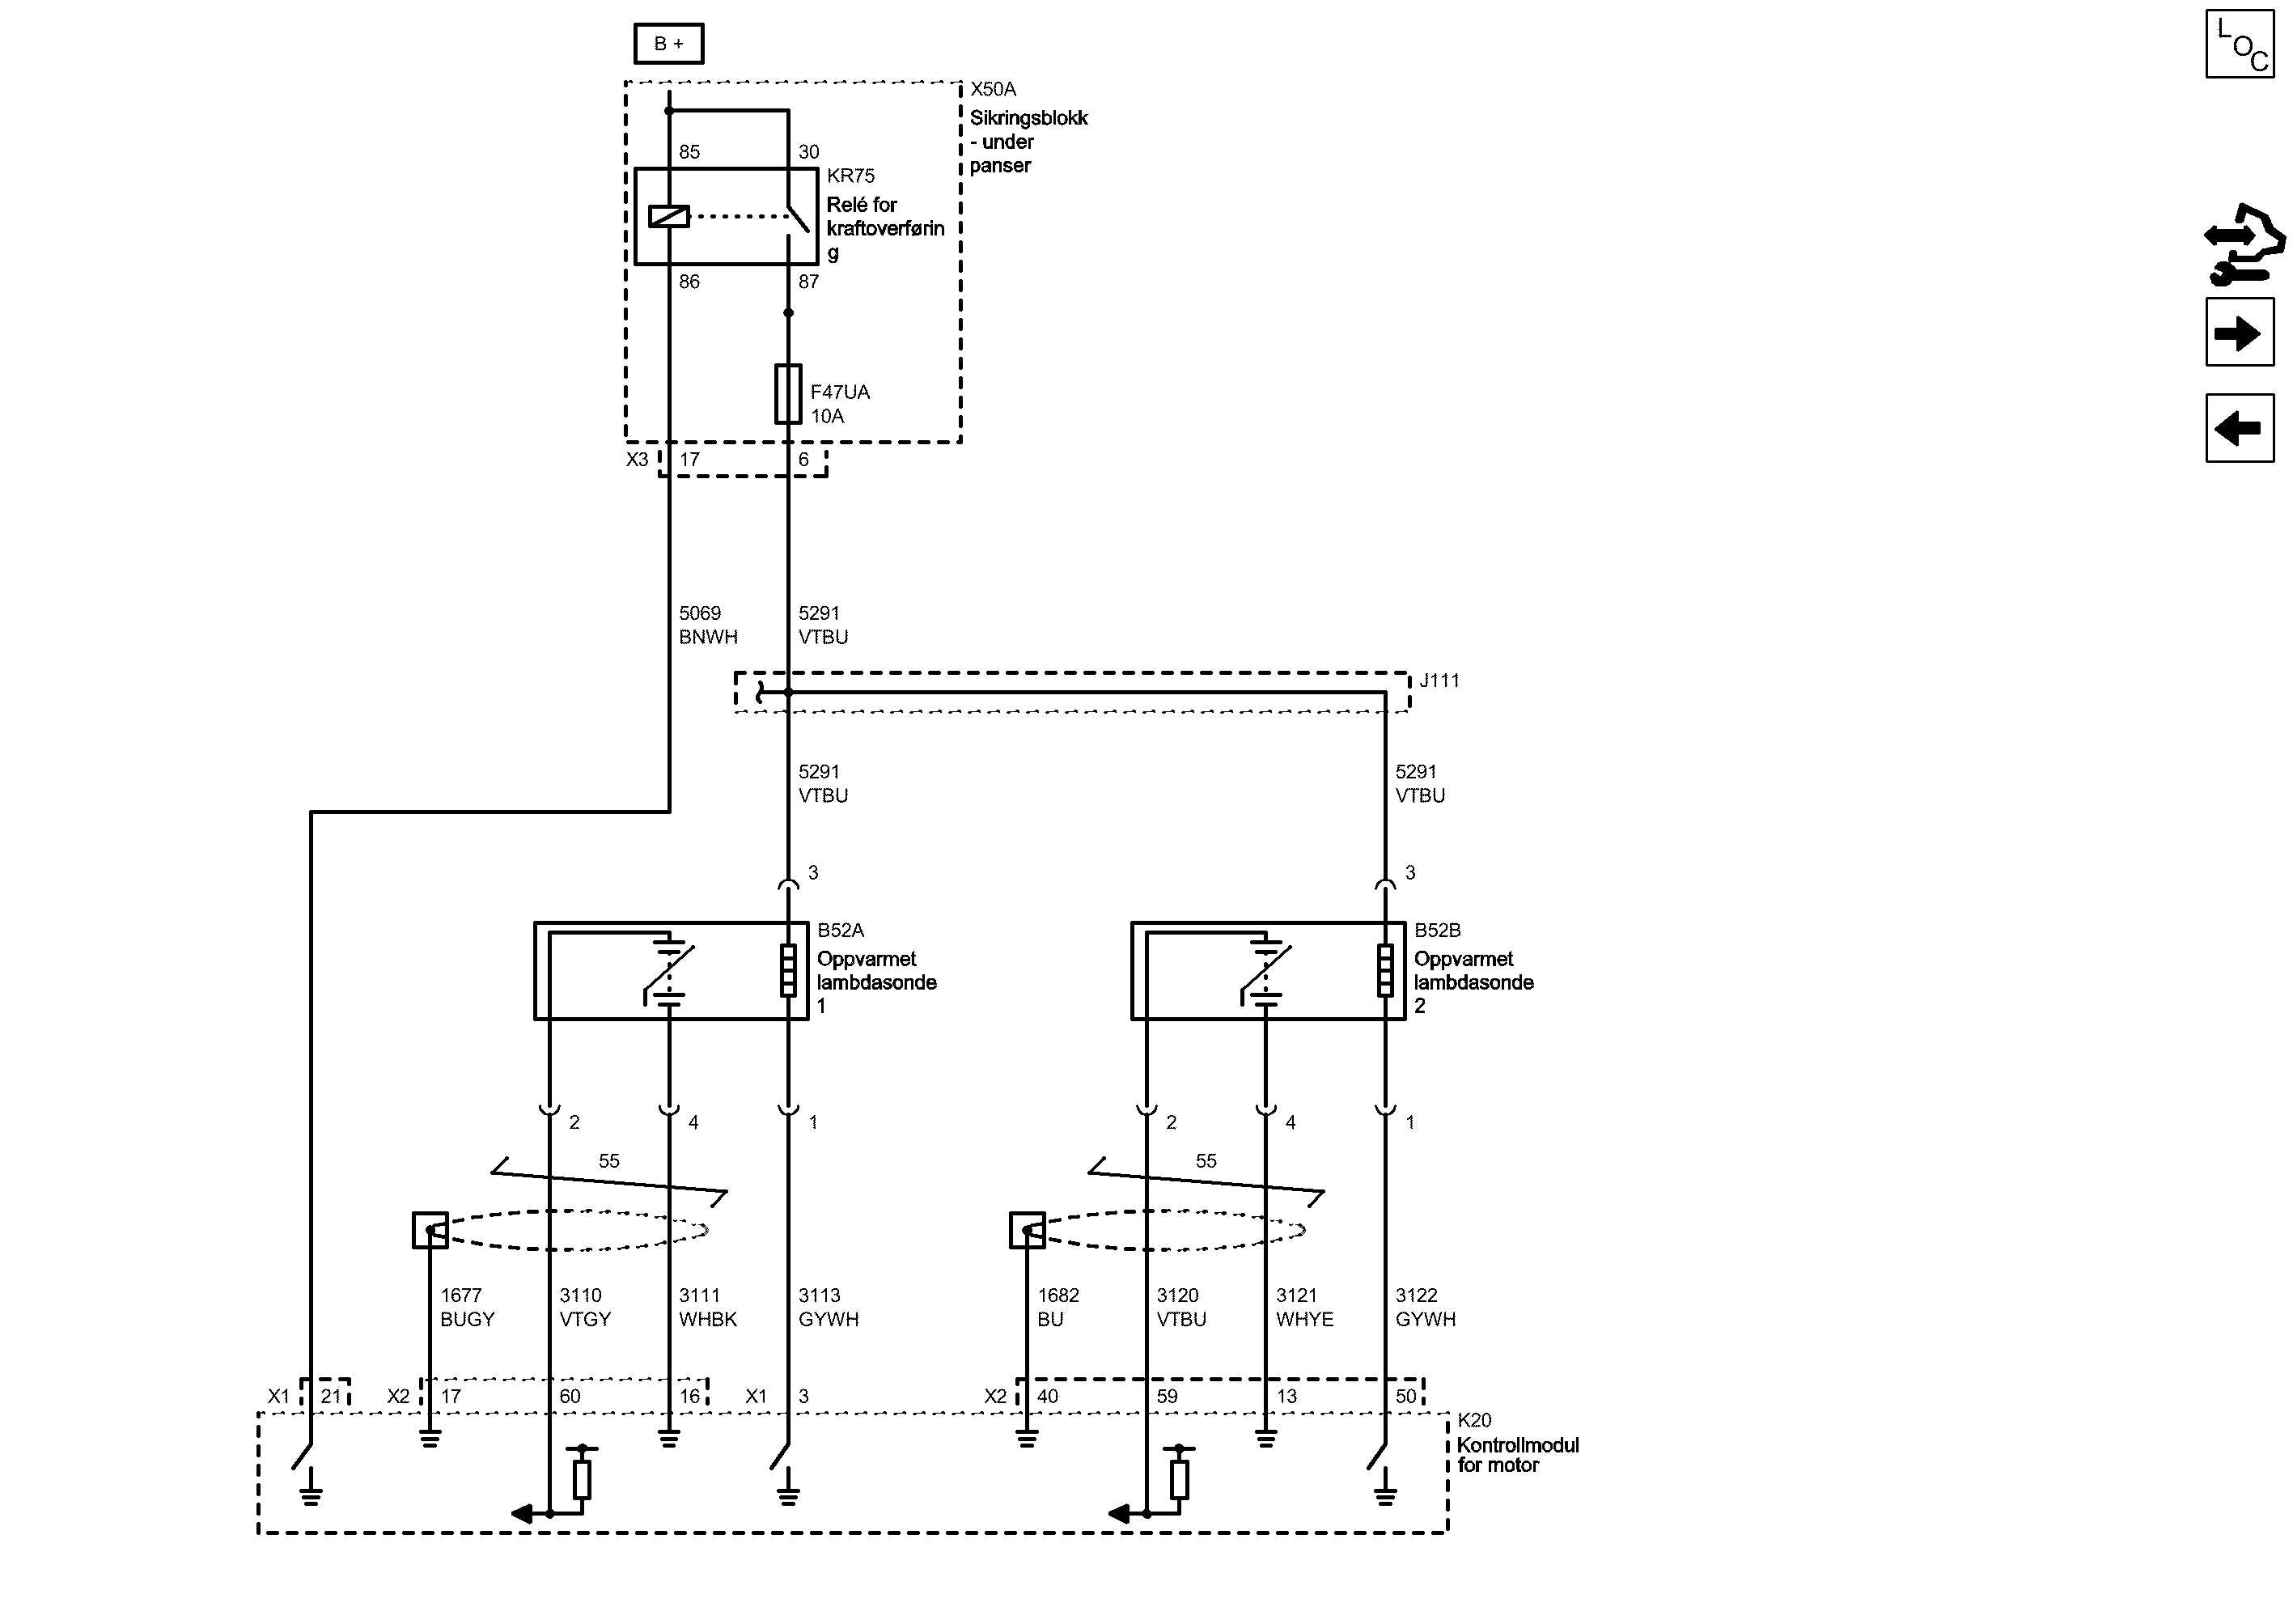 B +
LOC
X50A
Sikringsblokk
- under
panser
85
30
KR75
Relé for
kraftoverførin
g
86
87
F47UA
10A
X3
17
6
5069
BNWH
5291
VTBU
J111
5291
VTBU
5291
VTBU
3
3
B52A
Oppvarmet
lambdasonde
1
B52B
Oppvarmet
lambdasonde
2
2
4
1
2
4
1
55
55
1677
BUGY
3110
VTGY
3111
WHBK
3113
GYWH
1682
BU
3120
VTBU
3121
WHYE
3122
GYWH
X1
21
X2
17
60
16
X1
3
X2
40
59
13
50
K20
Kontrollmodul
for motor